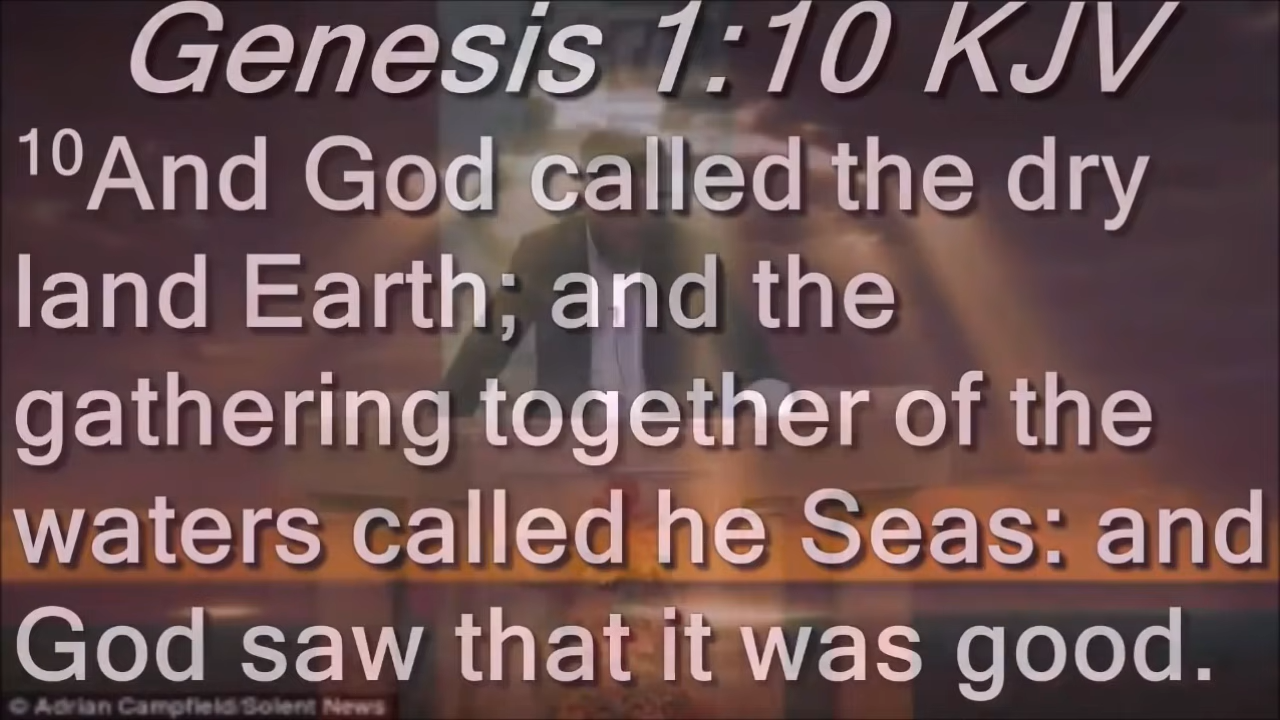 Genesis 1:10 KJV
10And God called the dry
land Earth; and the
gathering together of the
waters called he Seas: and
God saw that it was good.
© Adrian Campfield/Solent News